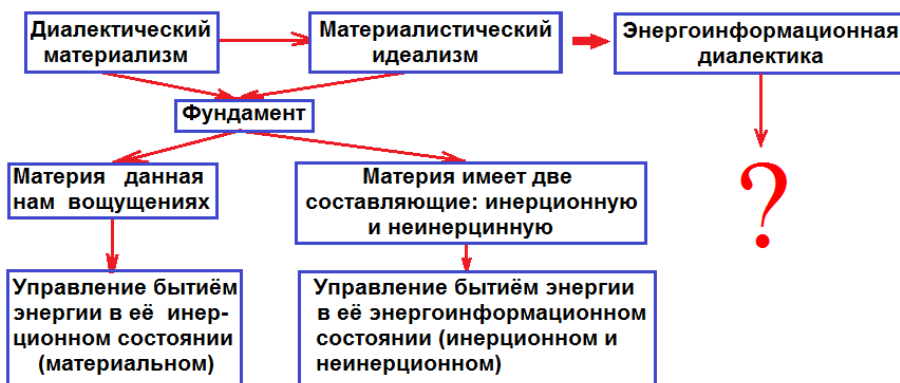 Диалектический
материализм
Материалистический
идеализм
Энергоинформационная
диалектика
Фундамент
Материя данная
нам вощущениях
Материя имеет две
составляющие: инерционную
и неинерцинную
?
Управление бытиём
энергии в её инер-
ционном состоянии
(материальном)
Управление бытиём энергии
в её энергоинформационном
состоянии (инерционном и
неинерционном)